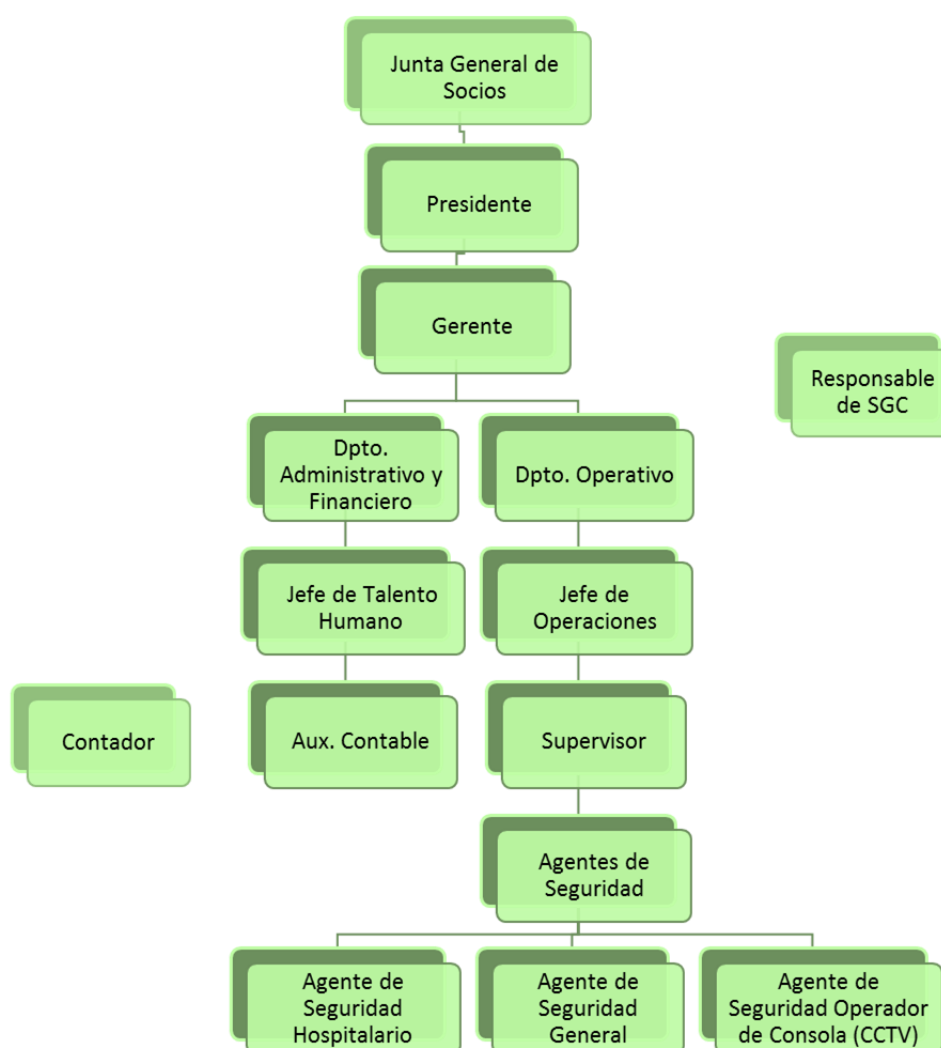 Junta General de
Socios
Presidente
Gerente
Responsable
de SGC
Dpto.
Administrativo y
Financiero
Dpto. Operativo
Jefe de Talento
Humano
Jefe de
Operaciones
Contador
Aux. Contable
Supervisor
Agentes de
Seguridad
Agente de
Seguridad
Hospitalario
Agente de
Seguridad
General
Agente de
Seguridad Operador
de Consola (CCTV)